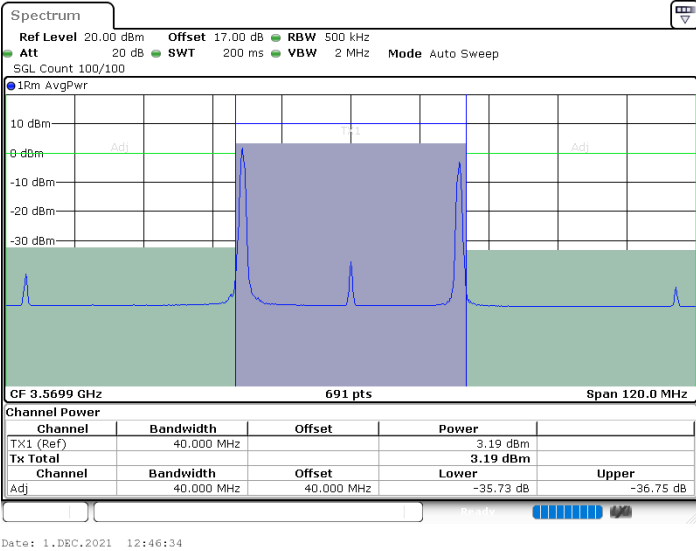 Spectrum
Ref Level 20.00 dBm Offset 17.00 dB RBW 500 kHz
Att 20 dB SWT 200 ms VBW 2 MHz Mode Auto Sweep
SGL Count 100/100
1Rm AvgPwr
10 dBm
TX1
Adj
0 dBm
Adj
-10 dBm
-20 dBm
-30 dBm
CF 3.5699 GHz 691 pts Span 120.0 MHz
Channel Power
Channel Bandwidth Offset Power
TX1 (Ref) 40.000 MHz 3.19 dBm
Tx Total 3.19 dBm
Channel Bandwidth Offset Lower Upper
Adj 40.000 MHz 40.000 MHz -35.73 dB -36.75 dB
Ready
Date: 1.DEC.2021 12:46:34